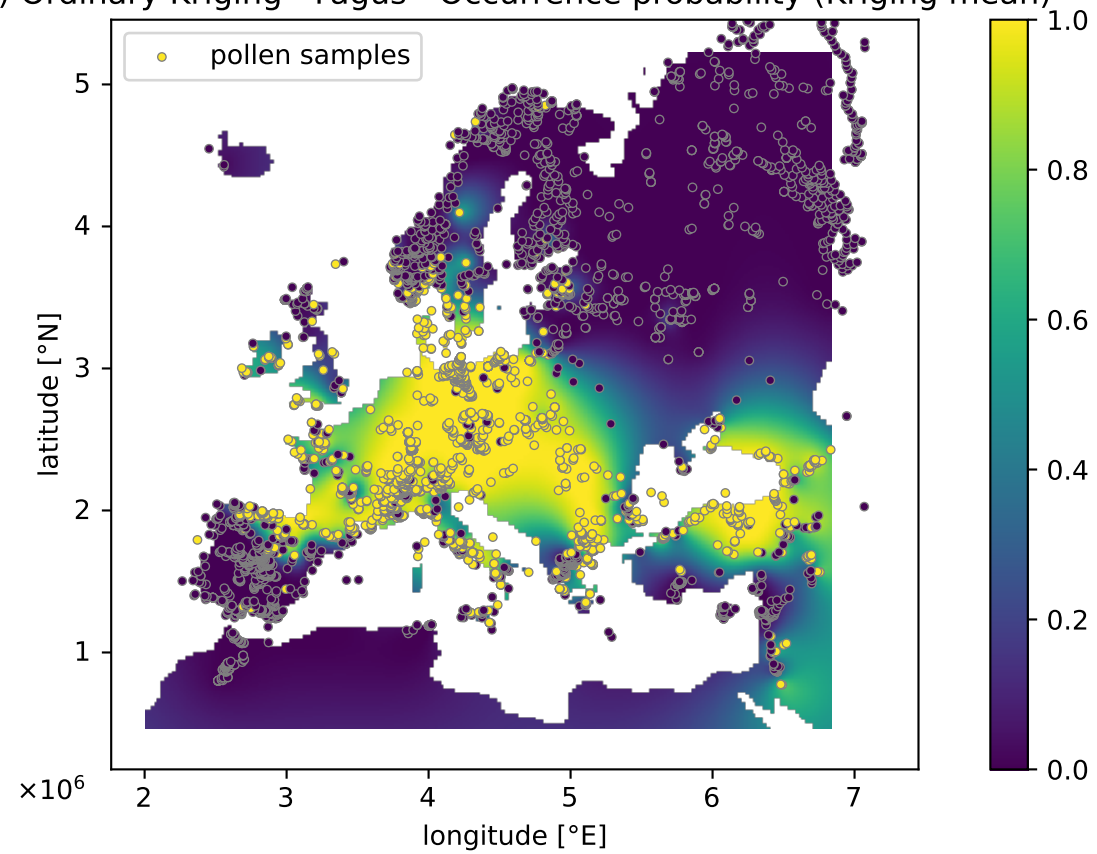 ) Ordinary Kriging - Fagus - Occurrence probability (Kriging mean)
pollen samples
1.0
0.8
0.6
0.4
0.2
0.0
5
4
3
2
1
latitude [°N]
×10⁶
2 3 4 5 6 7
longitude [°E]